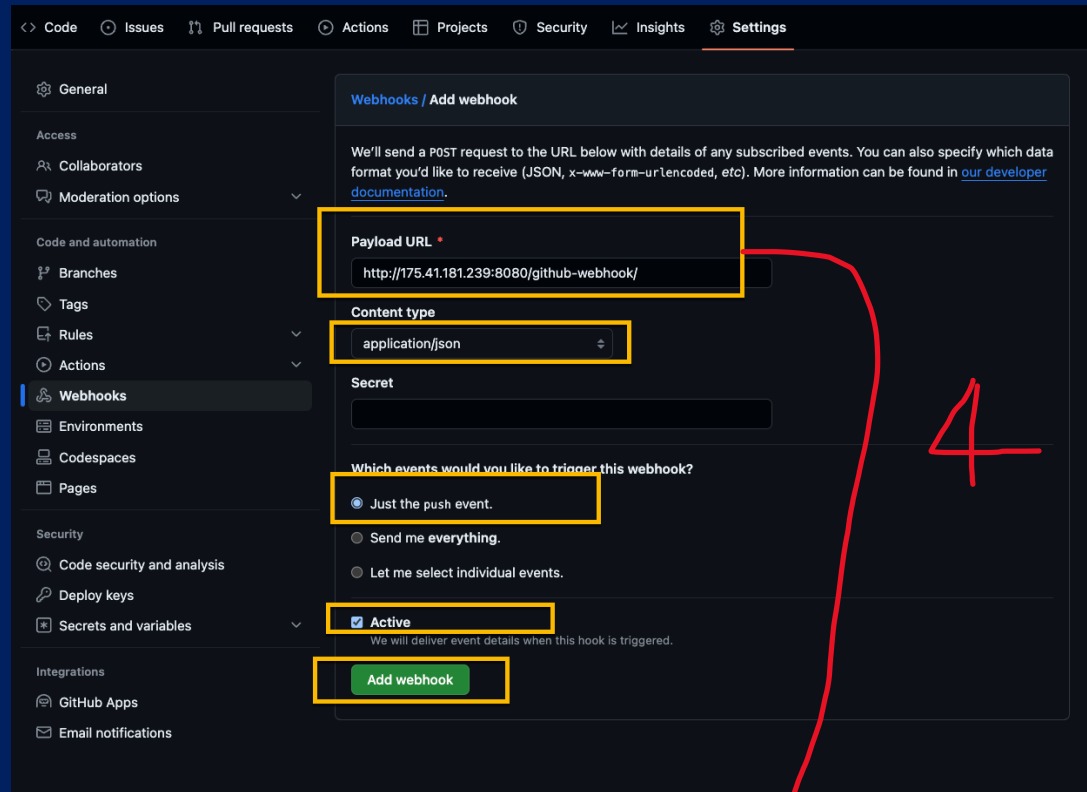 Code Issues Pull requests Actions Projects Security Insights Settings
General
Access
Collaborators
Moderation options
Code and automation
Branches
Tags
Rules
Actions
Webhooks
Environments
Codespaces
Pages
Security
Code security and analysis
Deploy keys
Secrets and variables
Integrations
GitHub Apps
Email notifications
Webhooks / Add webhook
We'll send a POST request to the URL below with details of any subscribed events. You can also specify which data
format you'd like to receive (JSON, x-www-form-urlencoded, etc). More information can be found in our developer
documentation.
Payload URL *
http://175.41.181.239:8080/github-webhook/
Content type
application/json
Secret
Which events would you like to trigger this webhook?
Just the push event.
Send me everything.
Let me select individual events.
Active
We will deliver event details when this hook is triggered.
Add webhook
4